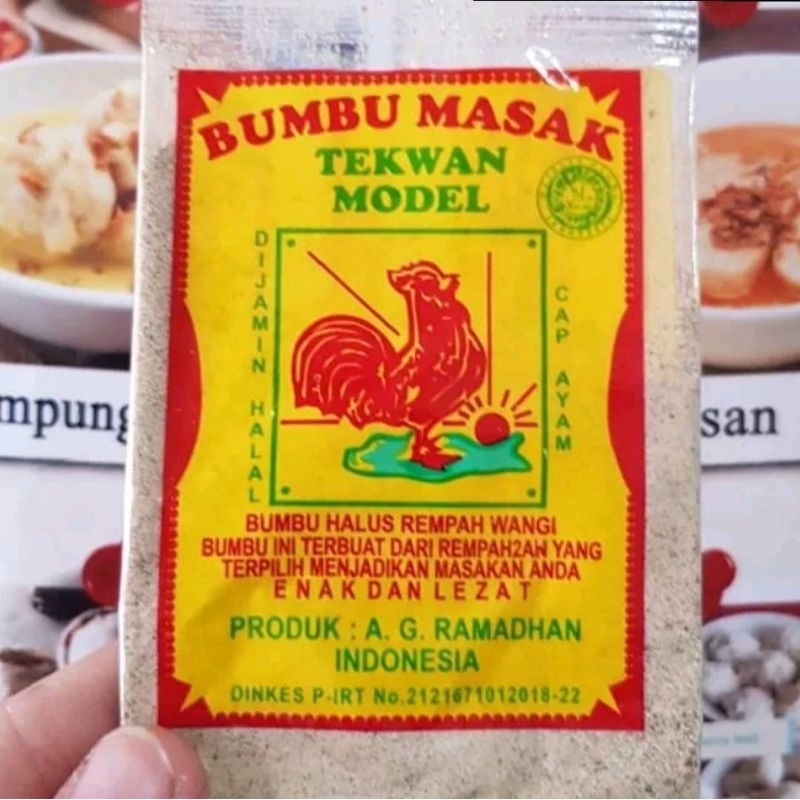 BUMBU MASAK
TEKWAN
MODEL
DIJAMIN HALAL
CAP AYAM
BUMBU HALUS REMPAH WANGI
BUMBU INI TERBUAT DARI REMPAH2AN YANG
TERPILIH MENJADIKAN MASAKAN ANDA
ENAK DAN LEZAT
PRODUK : A. G. RAMADHAN
INDONESIA
DINKES P-IRT No.2121671012018-22
mpung
san